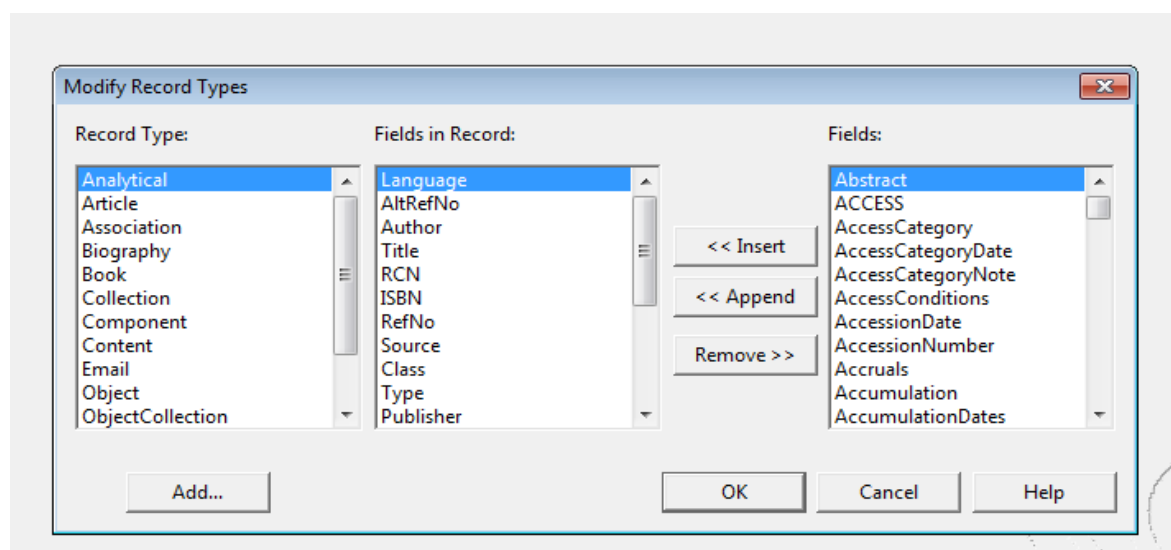 Modify Record Types
Record Type:
Fields in Record:
Fields:
Analytical
Article
Association
Biography
Book
Collection
Component
Content
Email
Object
ObjectCollection
Language
AltRefNo
Author
Title
RCN
ISBN
RefNo
Source
Class
Type
Publisher
<< Insert
<< Append
Remove >>
Abstract
ACCESS
AccessCategory
AccessCategoryDate
AccessCategoryNote
AccessConditions
AccessionDate
AccessionNumber
Accruals
Accumulation
AccumulationDates
Add...
OK
Cancel
Help